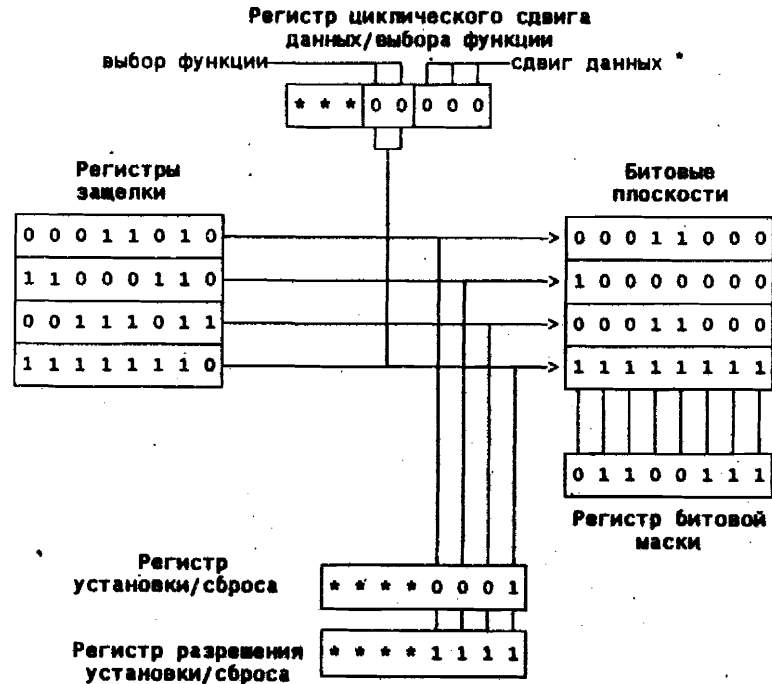 Регистр циклического сдвига
данных/выбора функции
выбор функции
сдвиг данных *
* * * 0 0 0 0 0
Регистры
защелки
Битовые
плоскости
0 0 0 1 1 0 1 0
0 0 0 1 1 0 0 0
1 1 0 0 0 1 1 0
1 0 0 0 0 0 0 0
0 0 1 1 1 0 1 1
0 0 0 1 1 0 0 0
1 1 1 1 1 1 1 0
1 1 1 1 1 1 1 1
0 1 1 0 0 1 1 1
Регистр битовой
маски
Регистр
установки/сброса
* * * * 0 0 0 1
Регистр разрешения
установки/сброса
* * * * 1 1 1 1